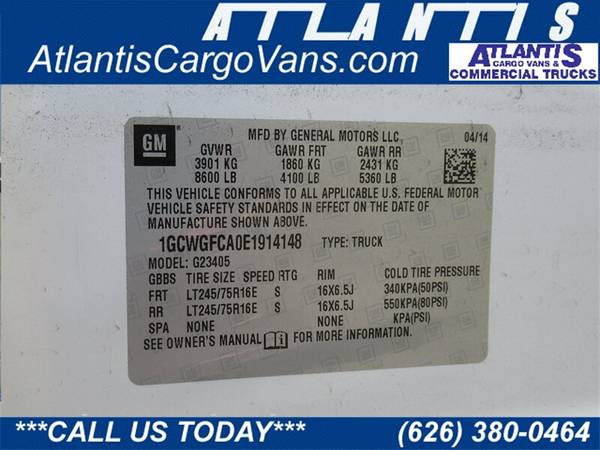 ATLANTIS
AtlantisCargoVans.com
ATLANTIS
CARGO VANS &
COMMERCIAL TRUCKS
GM
MFD BY GENERAL MOTORS LLC,
04/14
GVWR GAWR FRT GAWR RR
3901 KG 1860 KG 2431 KG
8600 LB 4100 LB 5360 LB
THIS VEHICLE CONFORMS TO ALL APPLICABLE U.S. FEDERAL MOTOR
VEHICLE SAFETY STANDARDS IN EFFECT ON THE DATE OF
MANUFACTURE SHOWN ABOVE.
1GCWGFCA0E1914148 TYPE: TRUCK
MODEL: G23405
GBBS TIRE SIZE SPEED RTG RIM COLD TIRE PRESSURE
FRT LT245/75R16E S 16X6.5J 340KPA(50PSI)
RR LT245/75R16E S 16X6.5J 550KPA(80PSI)
SPA NONE NONE KPA(PSI)
SEE OWNER'S MANUAL FOR MORE INFORMATION.
***CALL US TODAY*** (626) 380-0464